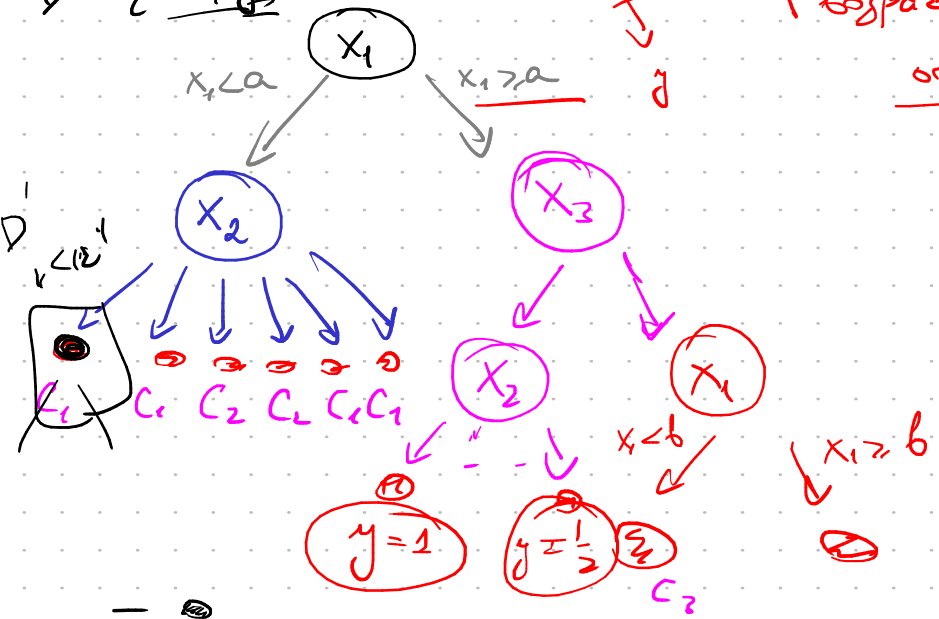 X₁
x₁<a
x₁⩾a
y
X₂
X₃
D'
C₁ C₁ C₂ C₂ C₁ C₁
X₂
X₁
x₁<b
x₁⩾b
y=1
y=½
C₂